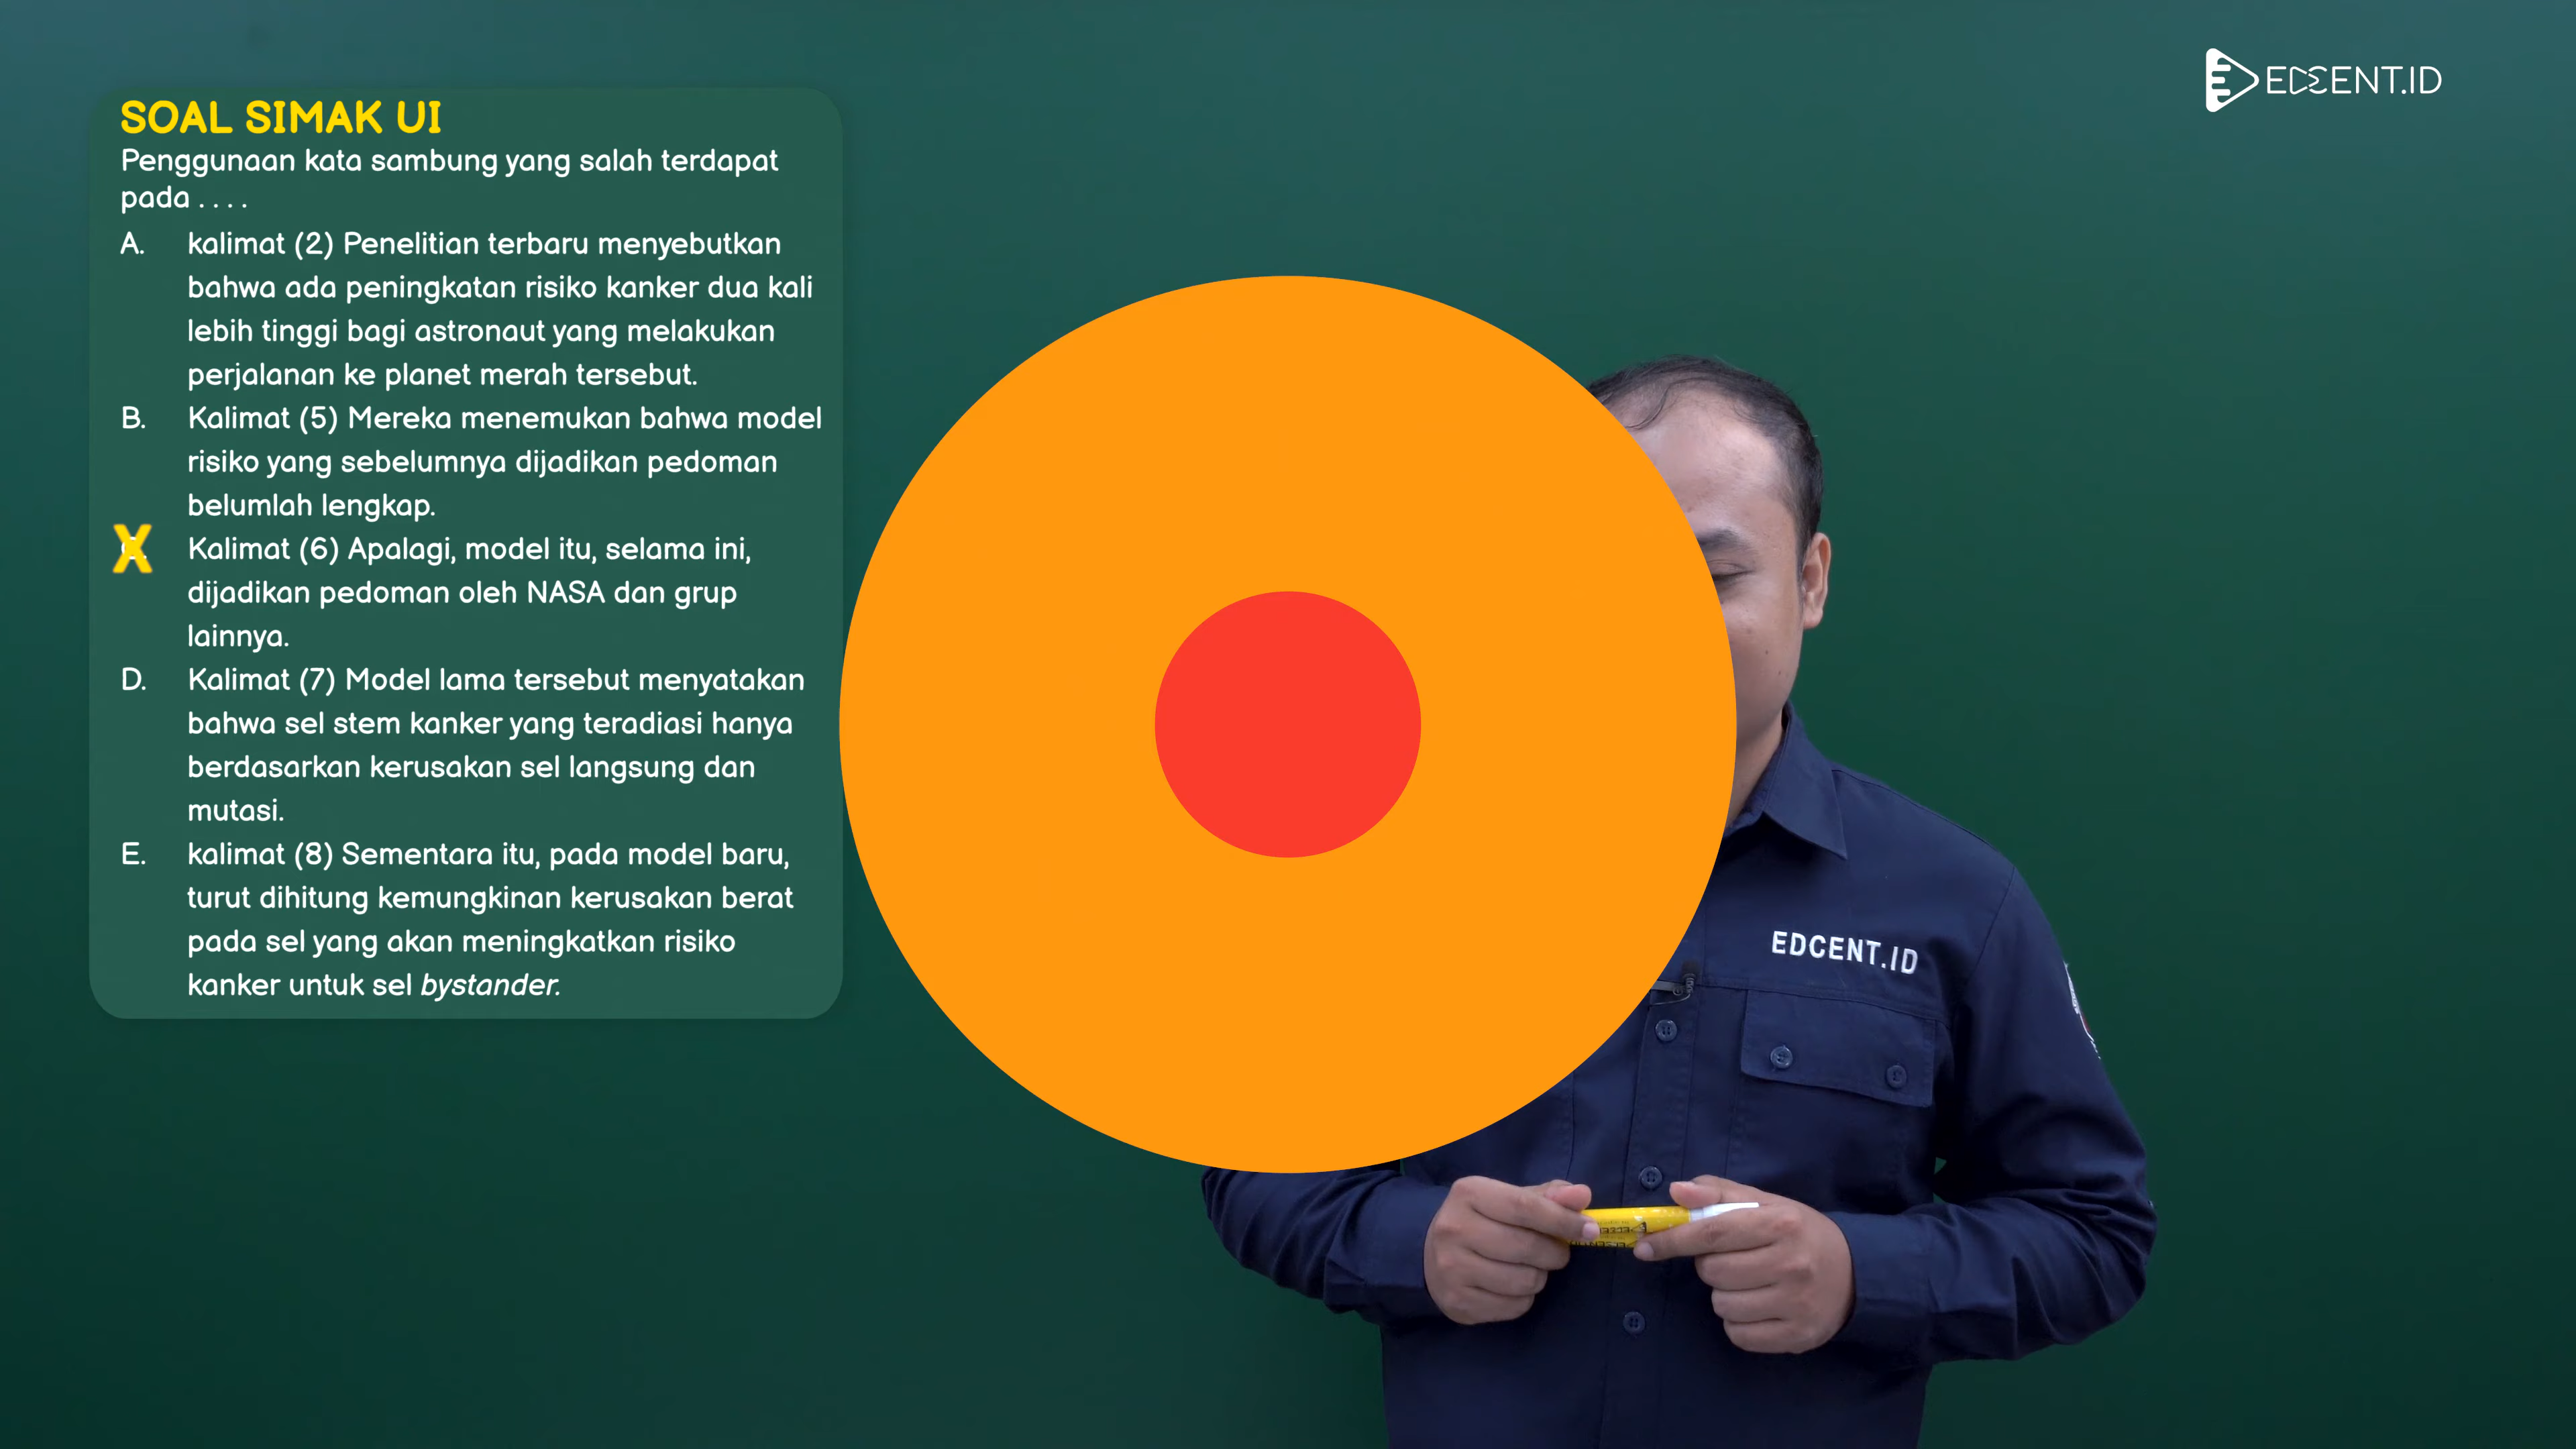 EDCENT.ID
SOAL SIMAK UI
Penggunaan kata sambung yang salah terdapat
pada . . . .
A. kalimat (2) Penelitian terbaru menyebutkan
bahwa ada peningkatan risiko kanker dua kali
lebih tinggi bagi astronaut yang melakukan
perjalanan ke planet merah tersebut.
B. Kalimat (5) Mereka menemukan bahwa model
risiko yang sebelumnya dijadikan pedoman
belumlah lengkap.
X Kalimat (6) Apalagi, model itu, selama ini,
dijadikan pedoman oleh NASA dan grup
lainnya.
D. Kalimat (7) Model lama tersebut menyatakan
bahwa sel stem kanker yang teradiasi hanya
berdasarkan kerusakan sel langsung dan
mutasi.
E. kalimat (8) Sementara itu, pada model baru,
turut dihitung kemungkinan kerusakan berat
pada sel yang akan meningkatkan risiko
kanker untuk sel bystander.
EDCENT.ID